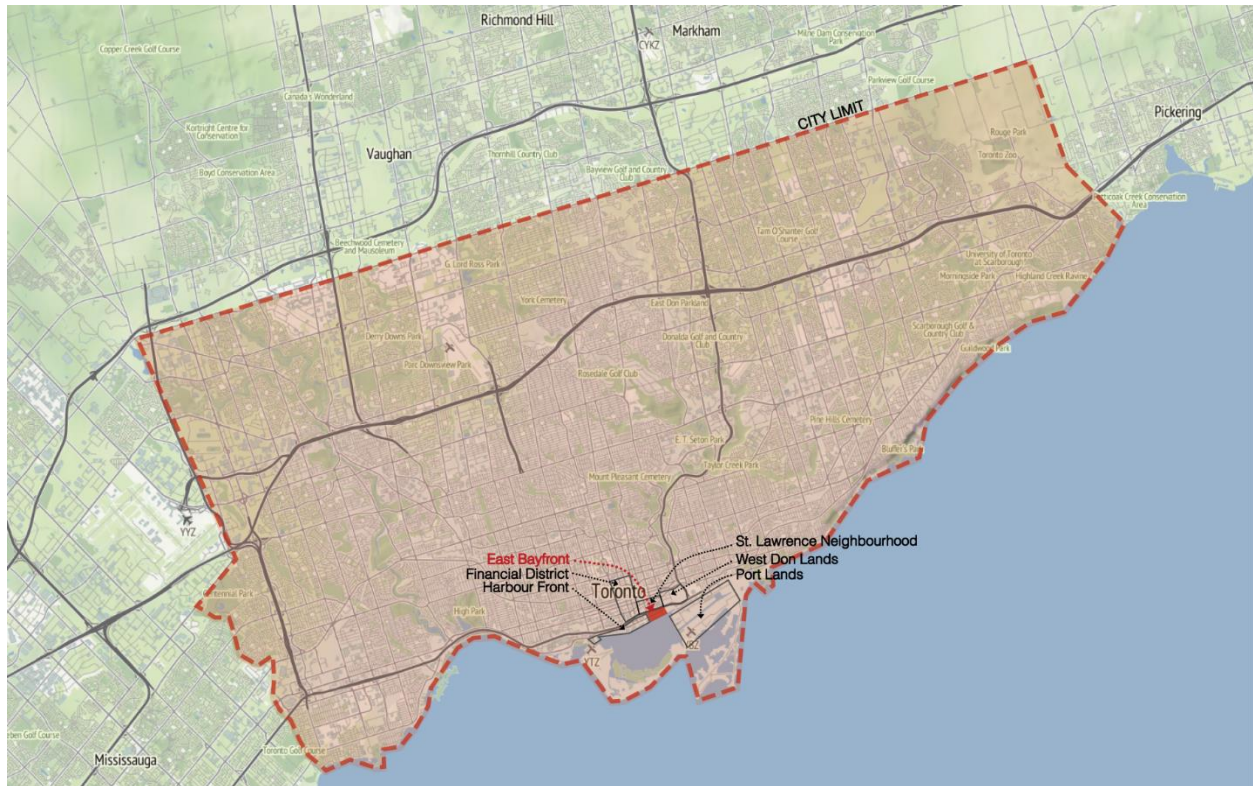 Richmond Hill
Markham
Milne Dam Conservation
Park
Copper Creek Golf Course
CYKZ
Parkview Golf Course
Canada's Wonderland
CITY LIMIT
Pickering
Kortright Centre for
Conservation
Rouge Park
Vaughan
Thornhill Country Club
Toronto Zoo
Boyd Conservation Area
Bayview Golf and Country
Club
Creek Conservation
Area
Tam O'Shanter Golf
Course
Beechwood Cemetery
and Mausoleum
University of Toronto
at Scarborough
G. Lord Ross Park
Morningside Park
Highland Creek Ravine
York Cemetery
East Don Parkland
Derry Downs Park
Donalda Golf and Country
Club
Scarborough Golf &
Country Club
Guildwood Park
Parc Downsview Park
Rosedale Golf Club
Pine Hills Cemetery
E. T. Seton Park
Bluffer's Park
Taylor Creek Park
Mount Pleasant Cemetery
YYZ
St. Lawrence Neighbourhood
East Bayfront
West Don Lands
Financial District
Port Lands
Harbour Front
Toronto
Centennial Park
High Park
YTZ
Toronto Golf Course
Mississauga
Golf Course